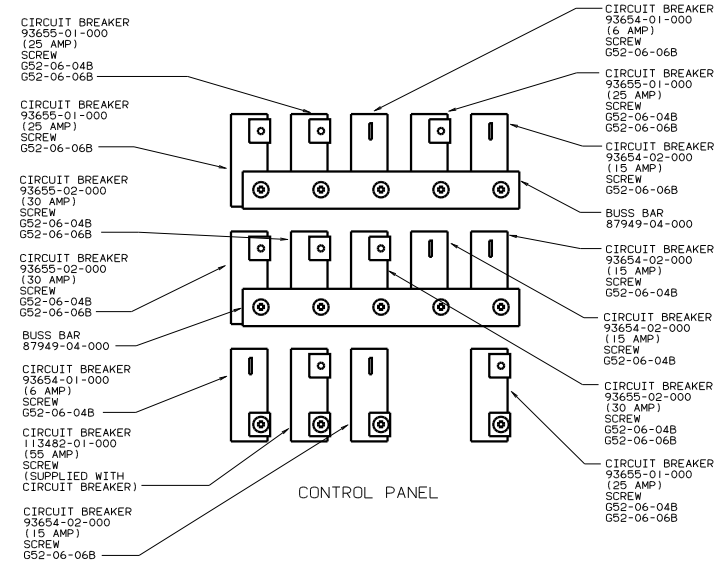 CIRCUIT BREAKER
93655-01-000
(25 AMP)
SCREW
G52-06-04B
G52-06-06B
CIRCUIT BREAKER
93655-01-000
(25 AMP)
SCREW
G52-06-06B
CIRCUIT BREAKER
93655-02-000
(30 AMP)
SCREW
G52-06-04B
G52-06-06B
CIRCUIT BREAKER
93655-02-000
(30 AMP)
SCREW
G52-06-04B
G52-06-06B
BUSS BAR
87949-04-000
CIRCUIT BREAKER
93654-01-000
(6 AMP)
SCREW
G52-06-04B
CIRCUIT BREAKER
113482-01-000
(55 AMP)
SCREW
(SUPPLIED WITH
CIRCUIT BREAKER)
CIRCUIT BREAKER
93654-02-000
(15 AMP)
SCREW
G52-06-06B
CIRCUIT BREAKER
93654-01-000
(6 AMP)
SCREW
G52-06-06B
CIRCUIT BREAKER
93655-01-000
(25 AMP)
SCREW
G52-06-04B
G52-06-06B
CIRCUIT BREAKER
93654-02-000
(15 AMP)
SCREW
G52-06-06B
BUSS BAR
87949-04-000
CIRCUIT BREAKER
93654-02-000
(15 AMP)
SCREW
G52-06-04B
CIRCUIT BREAKER
93654-02-000
(15 AMP)
SCREW
G52-06-04B
CIRCUIT BREAKER
93655-02-000
(30 AMP)
SCREW
G52-06-04B
G52-06-06B
CIRCUIT BREAKER
93655-01-000
(25 AMP)
SCREW
G52-06-04B
G52-06-06B
CONTROL PANEL